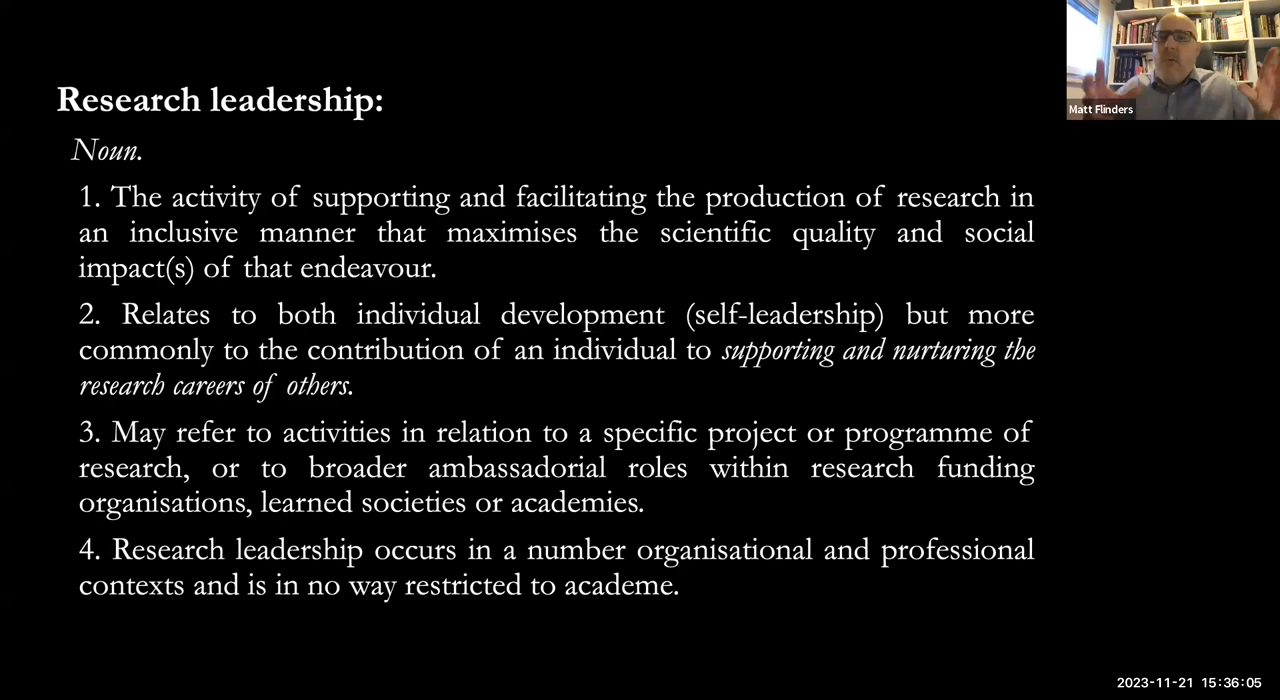 Research leadership:
Noun.
1. The activity of supporting and facilitating the production of research in
an inclusive manner that maximises the scientific quality and social
impact(s) of that endeavour.
2. Relates to both individual development (self-leadership) but more
commonly to the contribution of an individual to supporting and nurturing the
research careers of others.
3. May refer to activities in relation to a specific project or programme of
research, or to broader ambassadorial roles within research funding
organisations, learned societies or academies.
4. Research leadership occurs in a number organisational and professional
contexts and is in no way restricted to academe.
Matt Flinders
2023-11-21 15:36:05